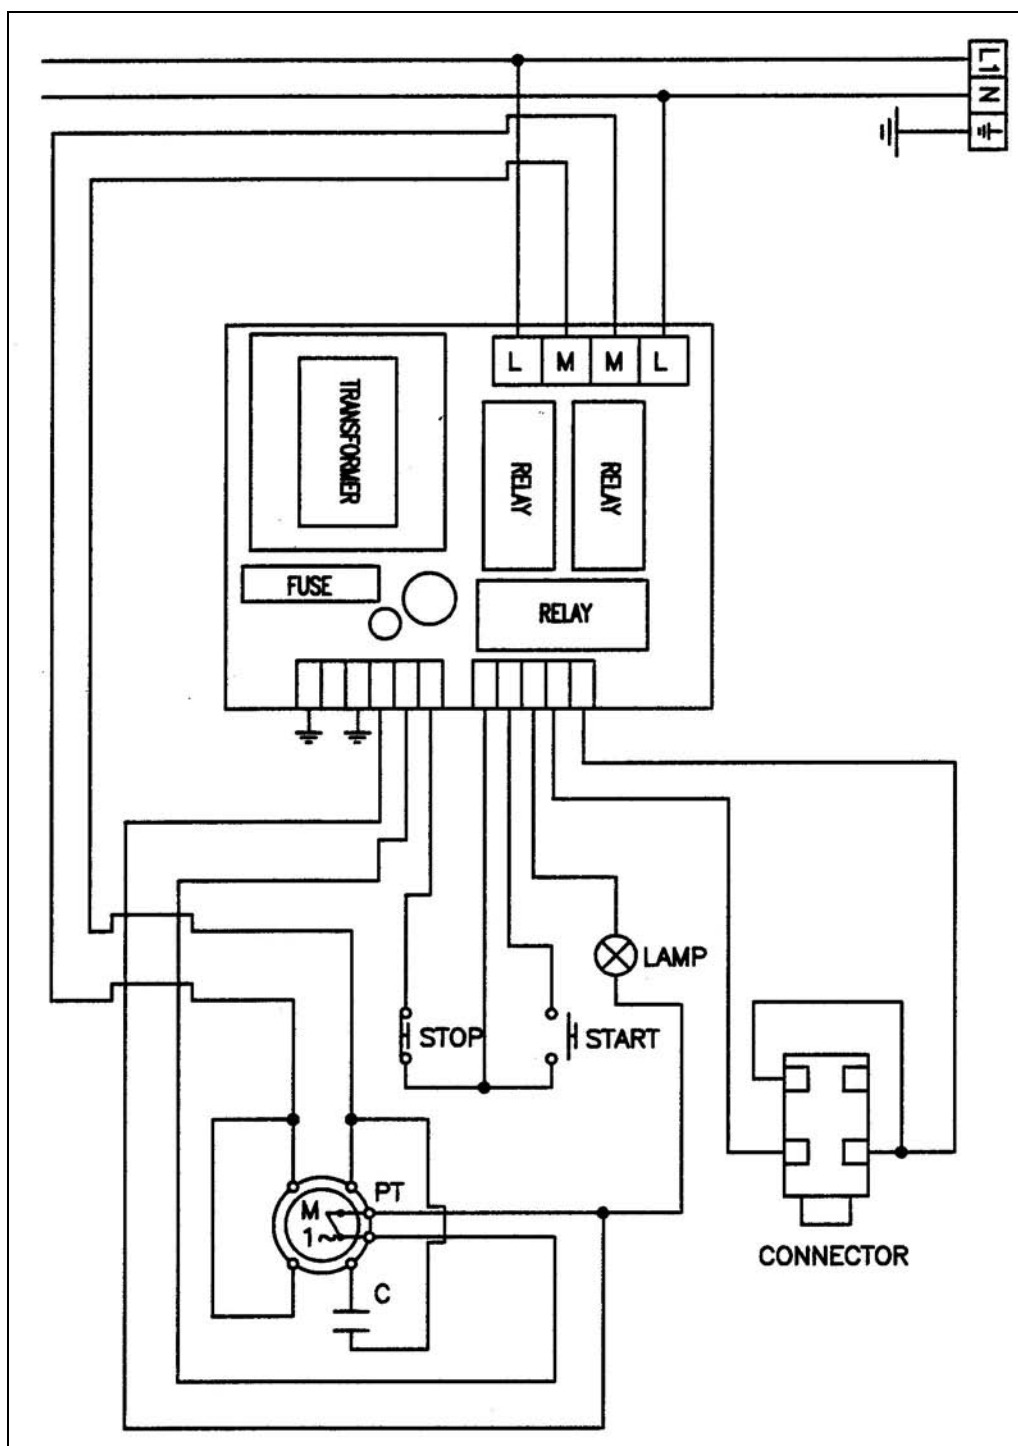 L1
N
L M M L
TRANSFORMER
RELAY
RELAY
FUSE
RELAY
LAMP
STOP
START
PT
M
1~
C
CONNECTOR